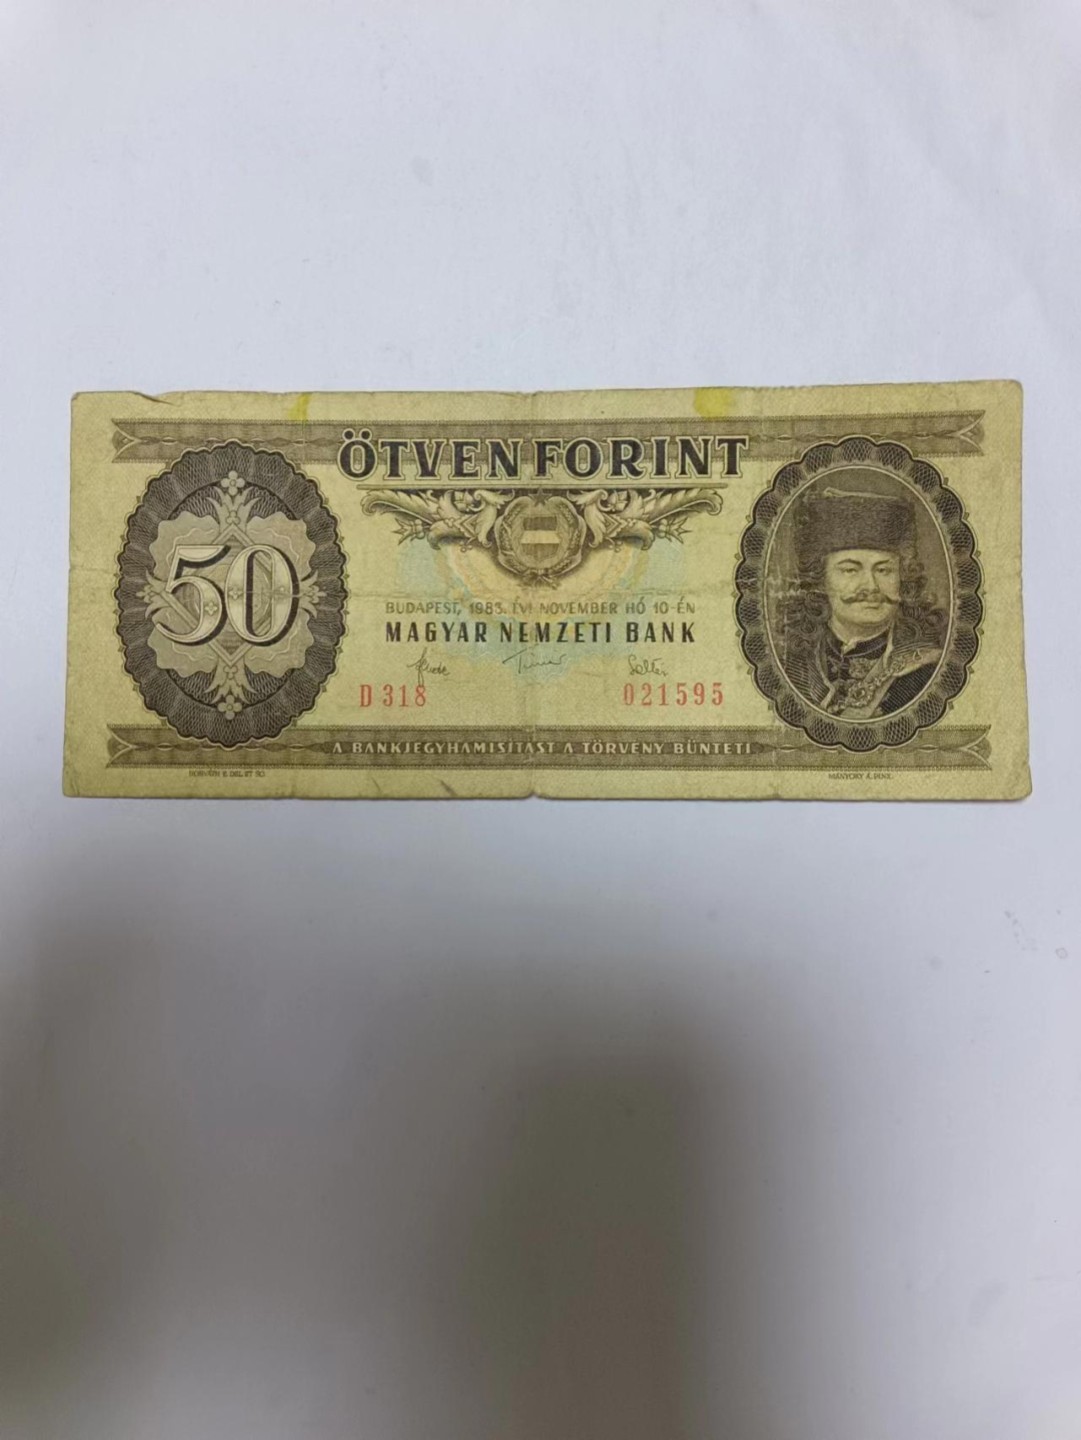 ÖTVEN FORINT
50
BUDAPEST, 1983. ÉVI NOVEMBER HÓ 10-ÉN
MAGYAR NEMZETI BANK
D 318 021595
A BANKJEGYHAMISÍTÁST A TÖRVÉNY BÜNTETI